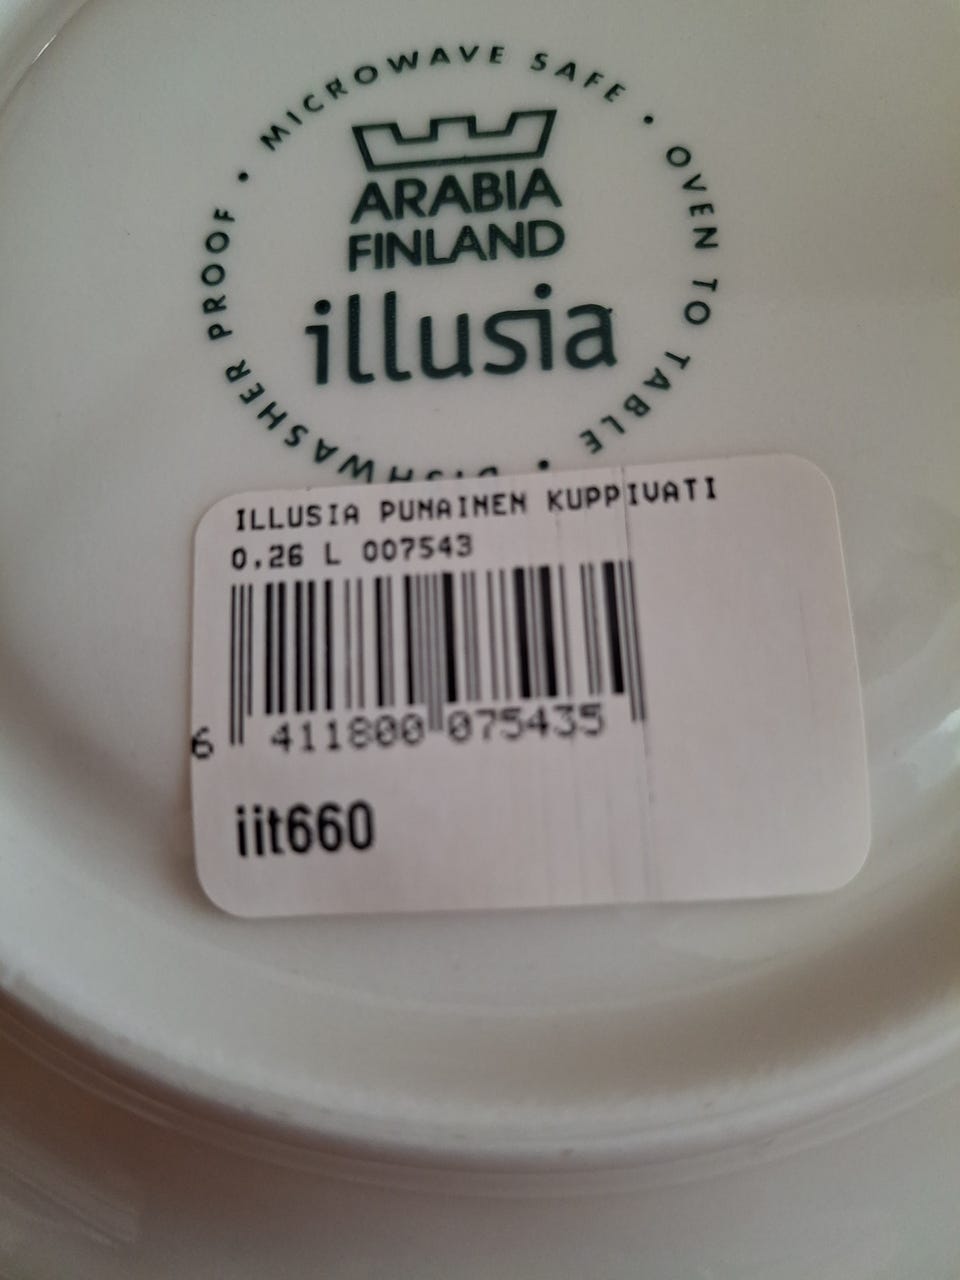 MICROWAVE SAFE • OVEN TO TABLE • DISHWASHER PROOF •
ARABIA
FINLAND
illusia
ILLUSIA PUNAINEN KUPPIVATI
0.26 L 007543
6 411800 075435
iit660